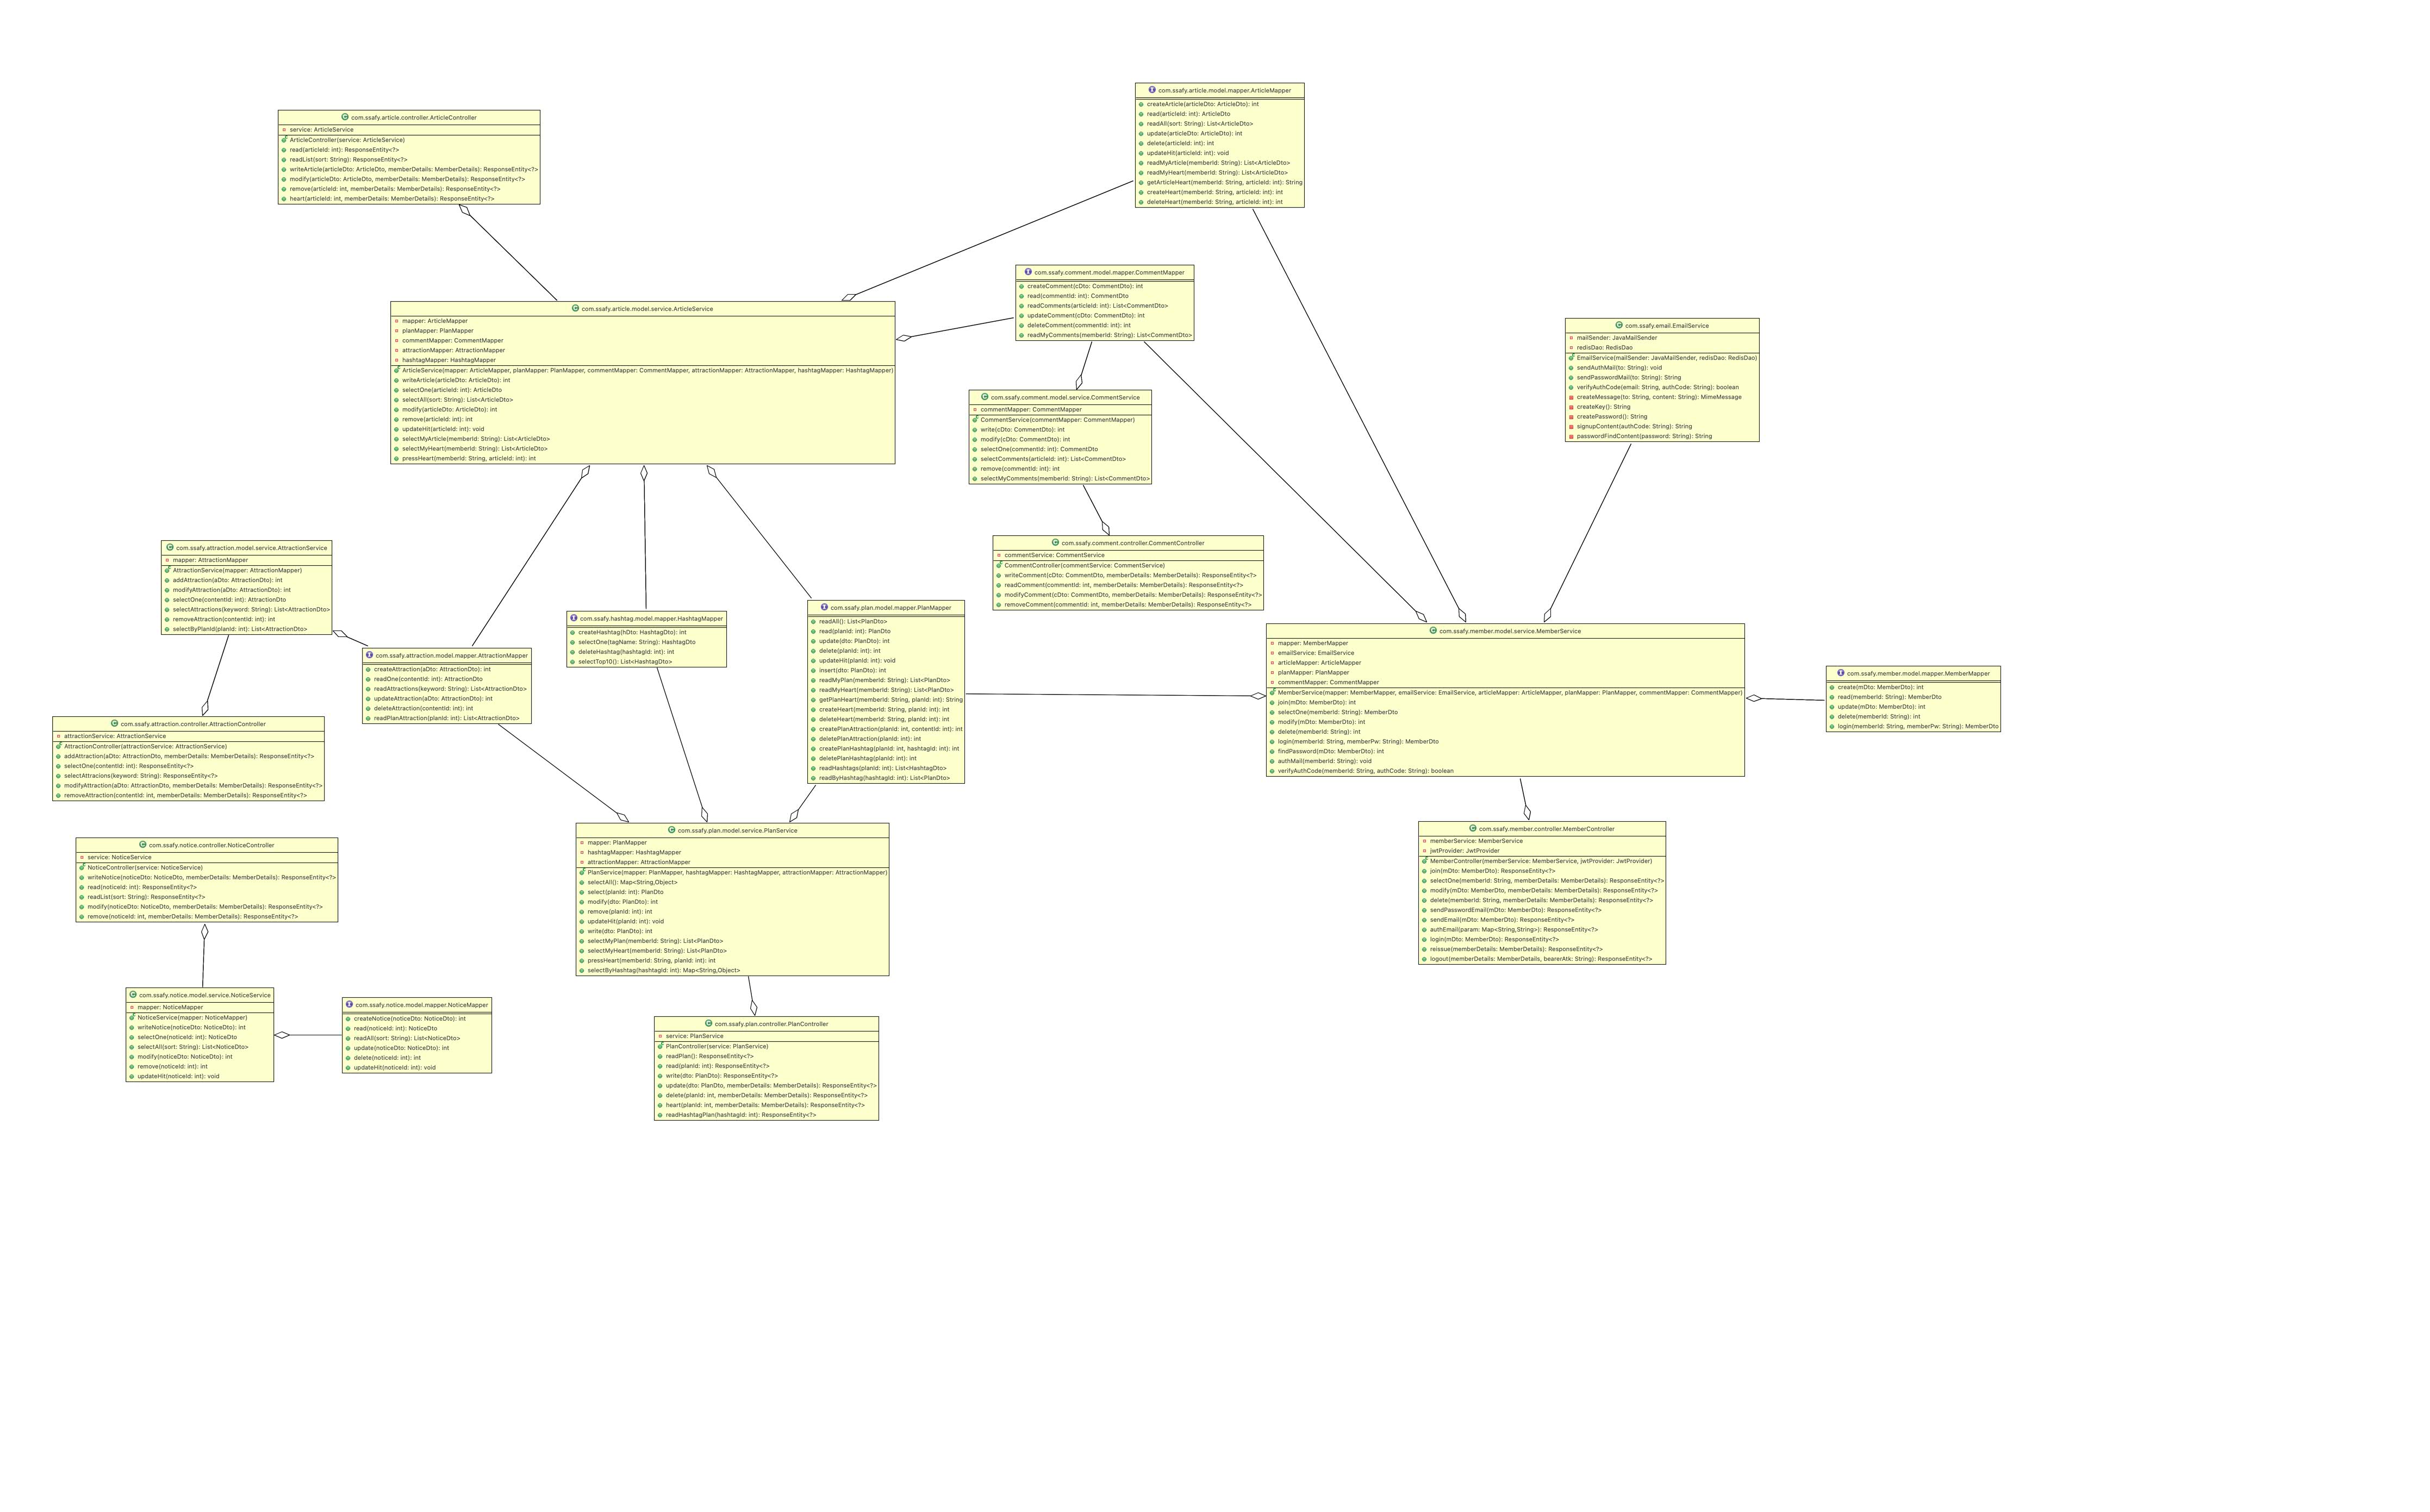 com.ssafy.article.model.mapper.ArticleMapper
createArticle(articleDto: ArticleDto): int
read(articleId: int): ArticleDto
readAll(sort: String): List<ArticleDto>
update(articleDto: ArticleDto): int
delete(articleId: int): int
updateHit(articleId: int): void
readMyArticle(memberId: String): List<ArticleDto>
readMyHeart(memberId: String): List<ArticleDto>
getArticleHeart(memberId: String, articleId: int): String
createHeart(memberId: String, articleId: int): int
deleteHeart(memberId: String, articleId: int): int
com.ssafy.article.controller.ArticleController
service: ArticleService
ArticleController(service: ArticleService)
read(articleId: int): ResponseEntity<?>
readList(sort: String): ResponseEntity<?>
writeArticle(articleDto: ArticleDto, memberDetails: MemberDetails): ResponseEntity<?>
modify(articleDto: ArticleDto, memberDetails: MemberDetails): ResponseEntity<?>
remove(articleId: int, memberDetails: MemberDetails): ResponseEntity<?>
heart(articleId: int, memberDetails: MemberDetails): ResponseEntity<?>
com.ssafy.comment.model.mapper.CommentMapper
createComment(cDto: CommentDto): int
read(commentId: int): CommentDto
readComments(articleId: int): List<CommentDto>
updateComment(cDto: CommentDto): int
deleteComment(commentId: int): int
readMyComments(memberId: String): List<CommentDto>
com.ssafy.article.model.service.ArticleService
mapper: ArticleMapper
planMapper: PlanMapper
commentMapper: CommentMapper
attractionMapper: AttractionMapper
hashtagMapper: HashtagMapper
ArticleService(mapper: ArticleMapper, planMapper: PlanMapper, commentMapper: CommentMapper, attractionMapper: AttractionMapper, hashtagMapper: HashtagMapper)
writeArticle(articleDto: ArticleDto): int
selectOne(articleId: int): ArticleDto
selectAll(sort: String): List<ArticleDto>
modify(articleDto: ArticleDto): int
remove(articleId: int): int
updateHit(articleId: int): void
selectMyArticle(memberId: String): List<ArticleDto>
selectMyHeart(memberId: String): List<ArticleDto>
pressHeart(memberId: String, articleId: int): int
com.ssafy.email.EmailService
mailSender: JavaMailSender
redisDao: RedisDao
EmailService(mailSender: JavaMailSender, redisDao: RedisDao)
sendAuthMail(to: String): void
sendPasswordMail(to: String): String
verifyAuthCode(email: String, authCode: String): boolean
createMessage(to: String, content: String): MimeMessage
createKey(): String
createPassword(): String
signupContent(authCode: String): String
passwordFindContent(password: String): String
com.ssafy.comment.model.service.CommentService
commentMapper: CommentMapper
CommentService(commentMapper: CommentMapper)
write(cDto: CommentDto): int
modify(cDto: CommentDto): int
selectOne(commentId: int): CommentDto
selectComments(articleId: int): List<CommentDto>
remove(commentId: int): int
selectMyComments(memberId: String): List<CommentDto>
com.ssafy.comment.controller.CommentController
commentService: CommentService
CommentController(commentService: CommentService)
writeComment(cDto: CommentDto, memberDetails: MemberDetails): ResponseEntity<?>
readComment(commentId: int, memberDetails: MemberDetails): ResponseEntity<?>
modifyComment(cDto: CommentDto, memberDetails: MemberDetails): ResponseEntity<?>
removeComment(commentId: int, memberDetails: MemberDetails): ResponseEntity<?>
com.ssafy.attraction.model.service.AttractionService
mapper: AttractionMapper
AttractionService(mapper: AttractionMapper)
addAttraction(aDto: AttractionDto): int
modifyAttraction(aDto: AttractionDto): int
selectOne(contentId: int): AttractionDto
selectAttractions(keyword: String): List<AttractionDto>
removeAttraction(contentId: int): int
selectByPlanId(planId: int): List<AttractionDto>
com.ssafy.attraction.model.mapper.AttractionMapper
createAttraction(aDto: AttractionDto): int
readOne(contentId: int): AttractionDto
readAttractions(keyword: String): List<AttractionDto>
updateAttraction(aDto: AttractionDto): int
deleteAttraction(contentId: int): int
readPlanAttraction(planId: int): List<AttractionDto>
com.ssafy.hashtag.model.mapper.HashtagMapper
createHashtag(hDto: HashtagDto): int
selectOne(tagName: String): HashtagDto
deleteHashtag(hashtagId: int): int
selectTop10(): List<HashtagDto>
com.ssafy.plan.model.mapper.PlanMapper
readAll(): List<PlanDto>
read(planId: int): PlanDto
update(dto: PlanDto): int
delete(planId: int): int
updateHit(planId: int): void
insert(dto: PlanDto): int
readMyPlan(memberId: String): List<PlanDto>
readMyHeart(memberId: String): List<PlanDto>
getPlanHeart(memberId: String, planId: int): String
createHeart(memberId: String, planId: int): int
deleteHeart(memberId: String, planId: int): int
createPlanAttraction(planId: int, contentId: int): int
deletePlanAttraction(planId: int): int
createPlanHashtag(planId: int, hashtagId: int): int
deletePlanHashtag(planId: int): int
readHashtags(planId: int): List<HashtagDto>
readByHashtag(hashtagId: int): List<PlanDto>
com.ssafy.member.model.service.MemberService
mapper: MemberMapper
emailService: EmailService
articleMapper: ArticleMapper
planMapper: PlanMapper
commentMapper: CommentMapper
MemberService(mapper: MemberMapper, emailService: EmailService, articleMapper: ArticleMapper, planMapper: PlanMapper, commentMapper: CommentMapper)
join(mDto: MemberDto): int
selectOne(memberId: String): MemberDto
modify(mDto: MemberDto): int
delete(memberId: String): int
login(memberId: String, memberPw: String): MemberDto
findPassword(mDto: MemberDto): int
authMail(memberId: String): void
verifyAuthCode(memberId: String, authCode: String): boolean
com.ssafy.member.model.mapper.MemberMapper
create(mDto: MemberDto): int
read(memberId: String): MemberDto
update(mDto: MemberDto): int
delete(memberId: String): int
login(memberId: String, memberPw: String): MemberDto
com.ssafy.attraction.controller.AttractionController
attractionService: AttractionService
AttractionController(attractionService: AttractionService)
addAttraction(aDto: AttractionDto, memberDetails: MemberDetails): ResponseEntity<?>
selectOne(contentId: int): ResponseEntity<?>
selectAttracions(keyword: String): ResponseEntity<?>
modifyAttraction(aDto: AttractionDto, memberDetails: MemberDetails): ResponseEntity<?>
removeAttraction(contentId: int, memberDetails: MemberDetails): ResponseEntity<?>
com.ssafy.plan.model.service.PlanService
mapper: PlanMapper
hashtagMapper: HashtagMapper
attractionMapper: AttractionMapper
PlanService(mapper: PlanMapper, hashtagMapper: HashtagMapper, attractionMapper: AttractionMapper)
selectAll(): Map<String,Object>
select(planId: int): PlanDto
modify(dto: PlanDto): int
remove(planId: int): int
updateHit(planId: int): void
write(dto: PlanDto): int
selectMyPlan(memberId: String): List<PlanDto>
selectMyHeart(memberId: String): List<PlanDto>
pressHeart(memberId: String, planId: int): int
selectByHashtag(hashtagId: int): Map<String,Object>
com.ssafy.member.controller.MemberController
memberService: MemberService
jwtProvider: JwtProvider
MemberController(memberService: MemberService, jwtProvider: JwtProvider)
join(mDto: MemberDto): ResponseEntity<?>
selectOne(memberId: String, memberDetails: MemberDetails): ResponseEntity<?>
modify(mDto: MemberDto, memberDetails: MemberDetails): ResponseEntity<?>
delete(memberId: String, memberDetails: MemberDetails): ResponseEntity<?>
sendPasswordEmail(mDto: MemberDto): ResponseEntity<?>
sendEmail(mDto: MemberDto): ResponseEntity<?>
authEmail(param: Map<String,String>): ResponseEntity<?>
login(mDto: MemberDto): ResponseEntity<?>
reissue(memberDetails: MemberDetails): ResponseEntity<?>
logout(memberDetails: MemberDetails, bearerAtk: String): ResponseEntity<?>
com.ssafy.notice.controller.NoticeController
service: NoticeService
NoticeController(service: NoticeService)
writeNotice(noticeDto: NoticeDto, memberDetails: MemberDetails): ResponseEntity<?>
read(noticeId: int): ResponseEntity<?>
readList(sort: String): ResponseEntity<?>
modify(noticeDto: NoticeDto, memberDetails: MemberDetails): ResponseEntity<?>
remove(noticeId: int, memberDetails: MemberDetails): ResponseEntity<?>
com.ssafy.notice.model.service.NoticeService
mapper: NoticeMapper
NoticeService(mapper: NoticeMapper)
writeNotice(noticeDto: NoticeDto): int
selectOne(noticeId: int): NoticeDto
selectAll(sort: String): List<NoticeDto>
modify(noticeDto: NoticeDto): int
remove(noticeId: int): int
updateHit(noticeId: int): void
com.ssafy.notice.model.mapper.NoticeMapper
createNotice(noticeDto: NoticeDto): int
read(noticeId: int): NoticeDto
readAll(sort: String): List<NoticeDto>
update(noticeDto: NoticeDto): int
delete(noticeId: int): int
updateHit(noticeId: int): void
com.ssafy.plan.controller.PlanController
service: PlanService
PlanController(service: PlanService)
readPlan(): ResponseEntity<?>
read(planId: int): ResponseEntity<?>
write(dto: PlanDto): ResponseEntity<?>
update(dto: PlanDto, memberDetails: MemberDetails): ResponseEntity<?>
delete(planId: int, memberDetails: MemberDetails): ResponseEntity<?>
heart(planId: int, memberDetails: MemberDetails): ResponseEntity<?>
readHashtagPlan(hashtagId: int): ResponseEntity<?>